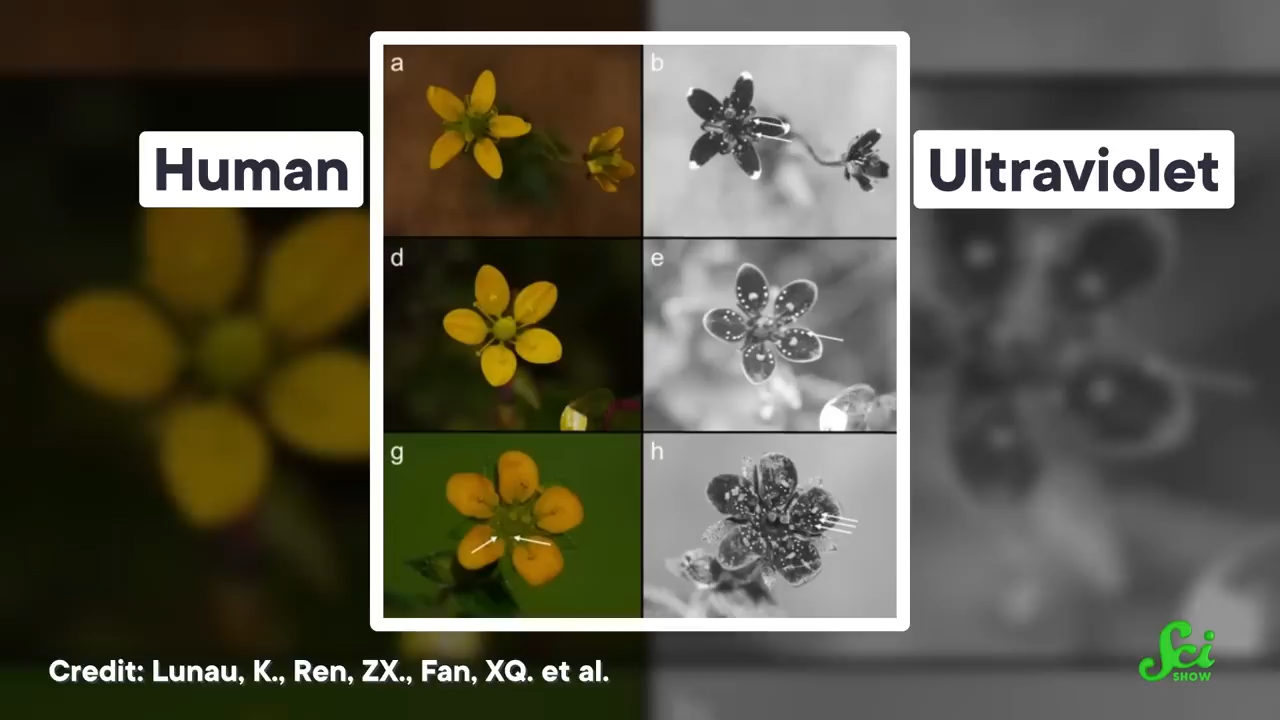 Human
Ultraviolet
a
b
d
e
g
h
Credit: Lunau, K., Ren, ZX., Fan, XQ. et al.
Sci
SHOW